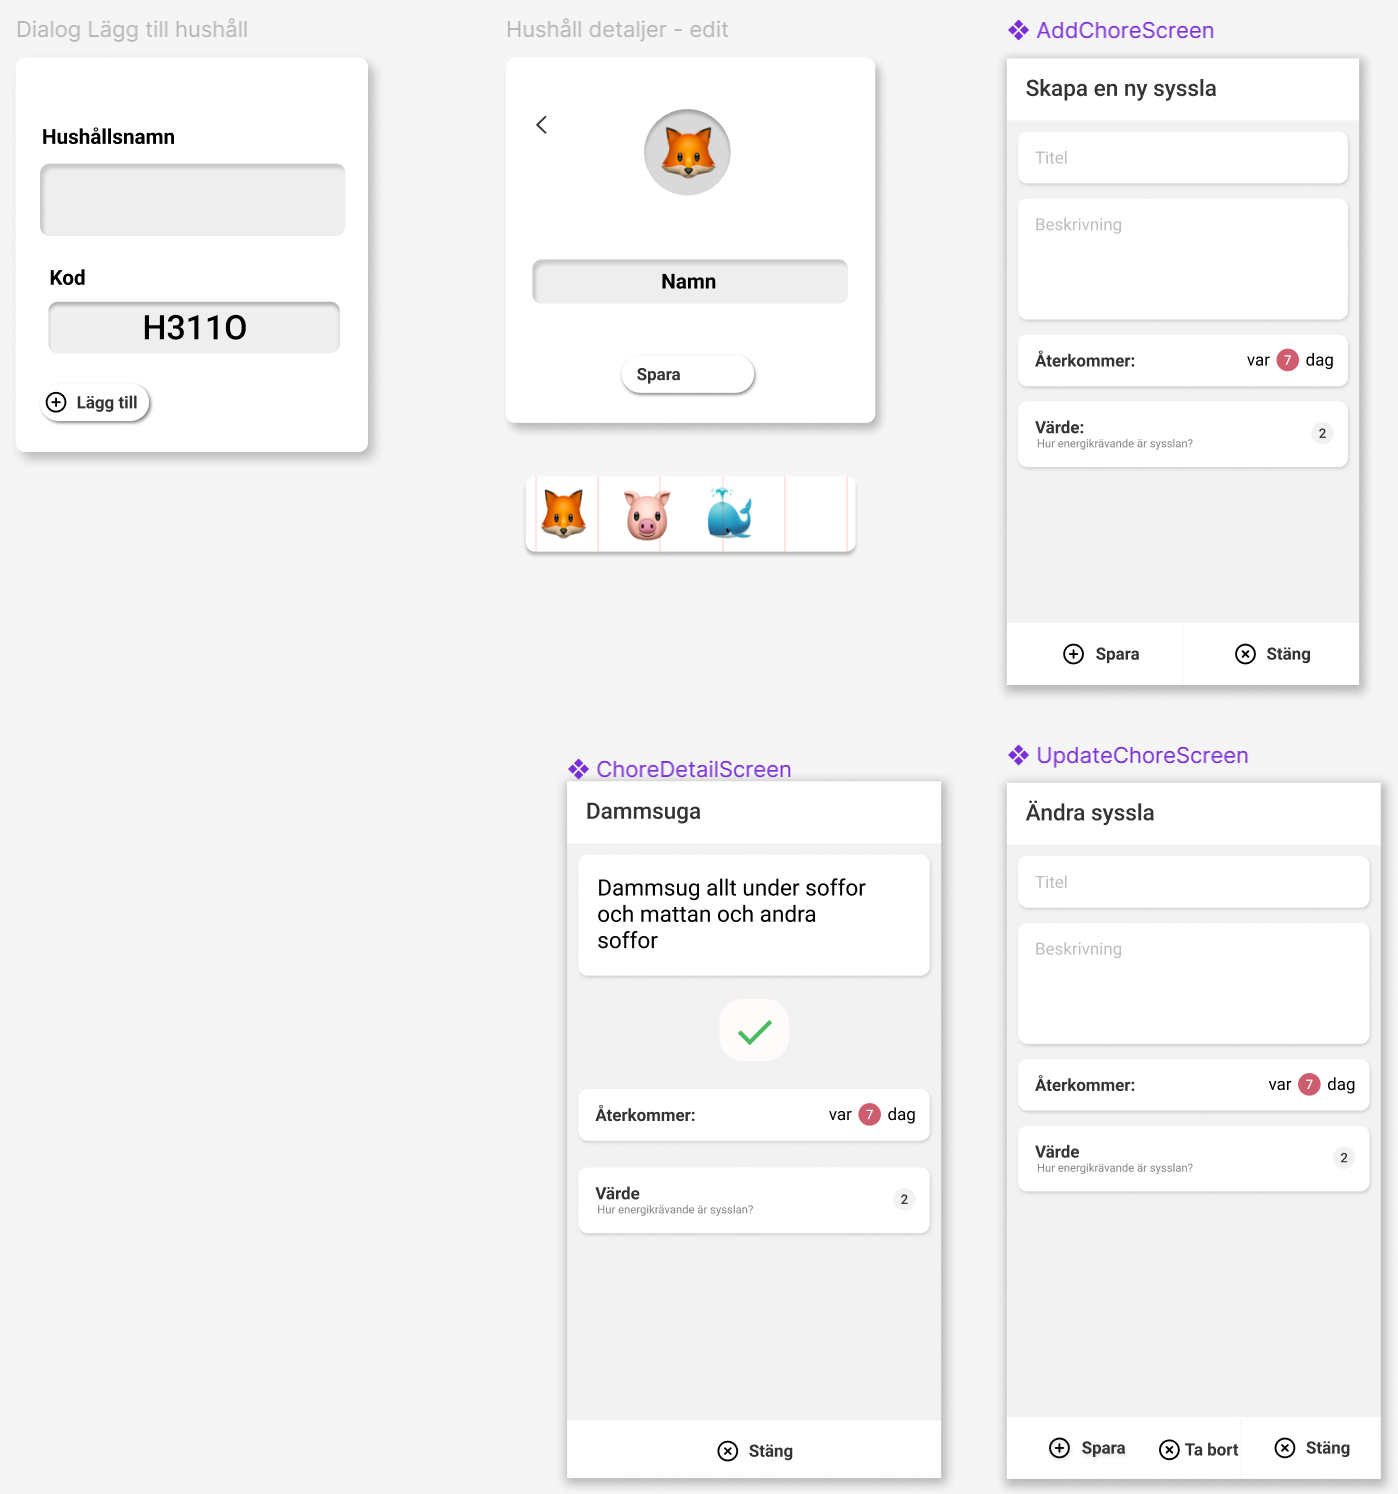 Dialog Lägg till hushåll
Hushållsnamn
Kod
H311O
Lägg till
Hushåll detaljer - edit
Namn
Spara
AddChoreScreen
Skapa en ny syssla
Titel
Beskrivning
Återkommer: var 7 dag
Värde: 2
Hur energikrävande är sysslan?
Spara Stäng
ChoreDetailScreen
Dammsuga
Dammsug allt under soffor
och mattan och andra
soffor
Återkommer: var 7 dag
Värde 2
Hur energikrävande är sysslan?
Stäng
UpdateChoreScreen
Ändra syssla
Titel
Beskrivning
Återkommer: var 7 dag
Värde 2
Hur energikrävande är sysslan?
Spara Ta bort Stäng